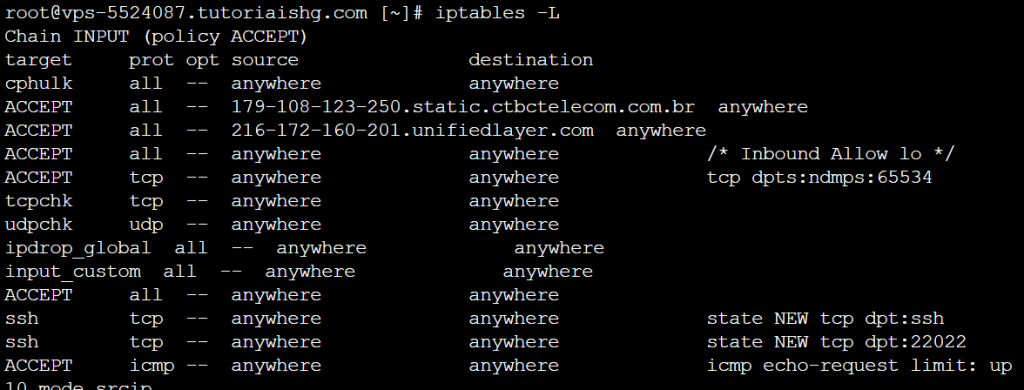 root@vps-5524087.tutoriaishg.com [~]# iptables -L
Chain INPUT (policy ACCEPT)
target prot opt source destination
cphulk all -- anywhere anywhere
ACCEPT all -- 179-108-123-250.static.ctbctelecom.com.br anywhere
ACCEPT all -- 216-172-160-201.unifiedlayer.com anywhere
ACCEPT all -- anywhere anywhere /* Inbound Allow lo */
ACCEPT tcp -- anywhere anywhere tcp dpts:ndmps:65534
tcpchk tcp -- anywhere anywhere
udpchk udp -- anywhere anywhere
ipdrop_global all -- anywhere anywhere
input_custom all -- anywhere anywhere
ACCEPT all -- anywhere anywhere
ssh tcp -- anywhere anywhere state NEW tcp dpt:ssh
ssh tcp -- anywhere anywhere state NEW tcp dpt:22022
ACCEPT icmp -- anywhere anywhere icmp echo-request limit: up
10 mode srcip